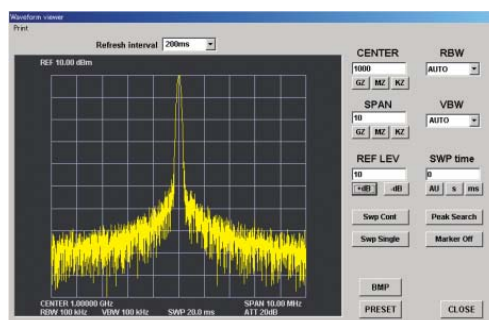 Waveform viewer
Print
Refresh interval 200ms
REF 10.00 dBm
CENTER 1.00000 GHz SPAN 10.00 MHz
RBW 100 kHz VBW 100 kHz SWP 20.0 ms ATT 20dB
CENTER RBW
1000 AUTO
GZ MZ KZ
SPAN VBW
10 AUTO
GZ MZ KZ
REF LEV SWP time
10 0
+dB -dB AU s ms
Swp Cont Peak Search
Swp Single Marker Off
BMP
PRESET CLOSE